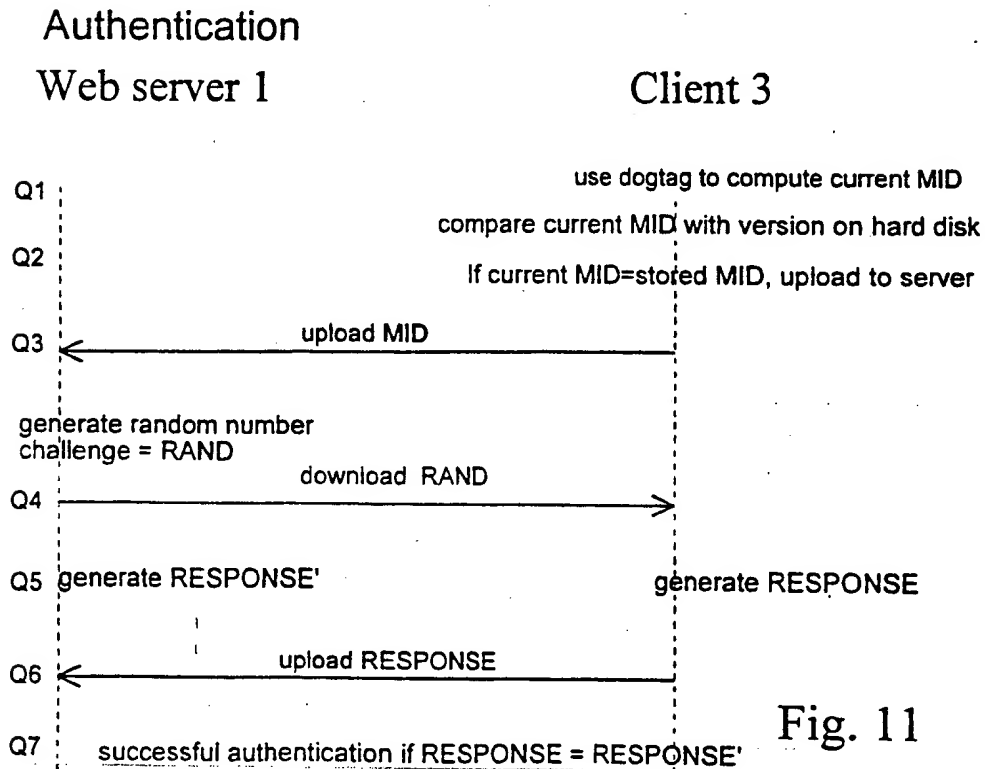 Authentication
Web server 1 Client 3
Q1 use dogtag to compute current MID
compare current MID with version on hard disk
Q2
If current MID=stored MID, upload to server
Q3 upload MID
generate random number
challenge = RAND
download RAND
Q4
Q5 generate RESPONSE' generate RESPONSE
Q6 upload RESPONSE
Fig. 11
Q7 successful authentication if RESPONSE = RESPONSE'